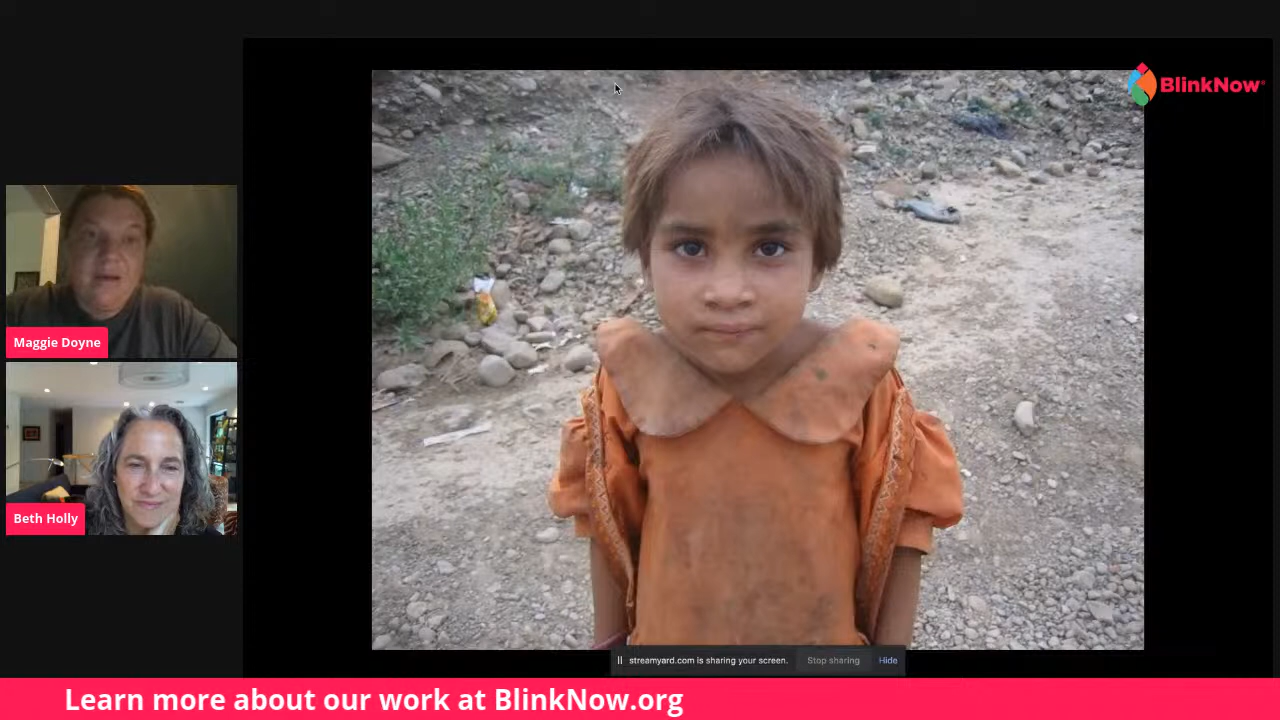 BlinkNow
Maggie Doyne
Beth Holly
streamyard.com is sharing your screen. Stop sharing Hide
Learn more about our work at BlinkNow.org